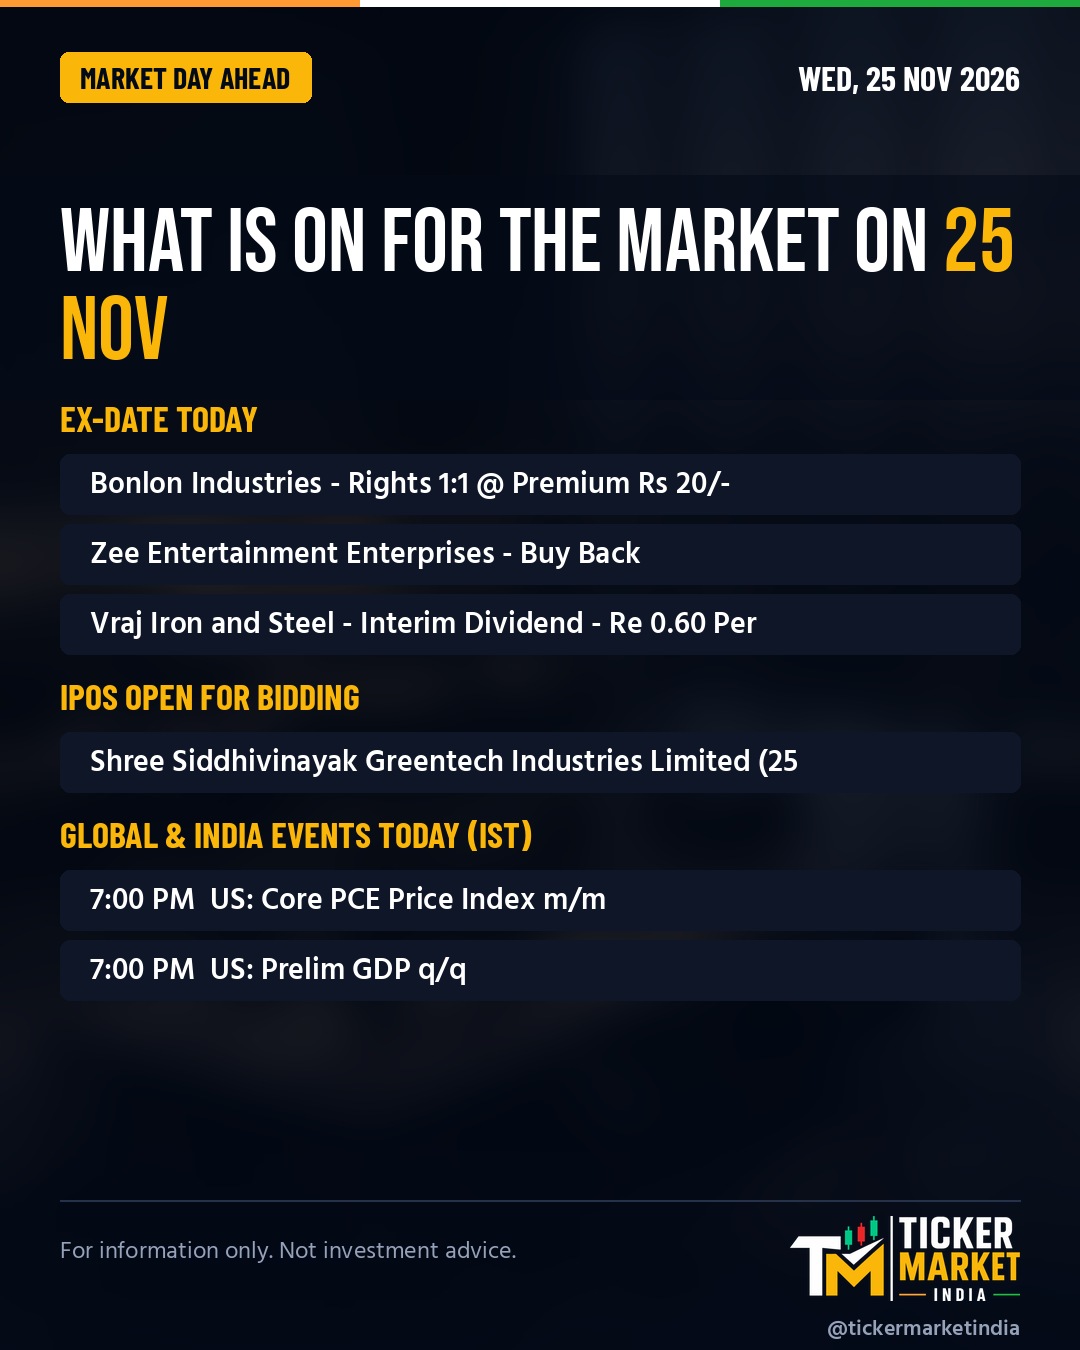 MARKET DAY AHEAD
WED, 25 NOV 2026
WHAT IS ON FOR THE MARKET ON 25
NOV
EX-DATE TODAY
Bonlon Industries - Rights 1:1 @ Premium Rs 20/-
Zee Entertainment Enterprises - Buy Back
Vraj Iron and Steel - Interim Dividend - Re 0.60 Per
IPOS OPEN FOR BIDDING
Shree Siddhivinayak Greentech Industries Limited (25
GLOBAL & INDIA EVENTS TODAY (IST)
7:00 PM  US: Core PCE Price Index m/m
7:00 PM  US: Prelim GDP q/q
For information only. Not investment advice.
TM
TICKER
MARKET
INDIA
@tickermarketindia